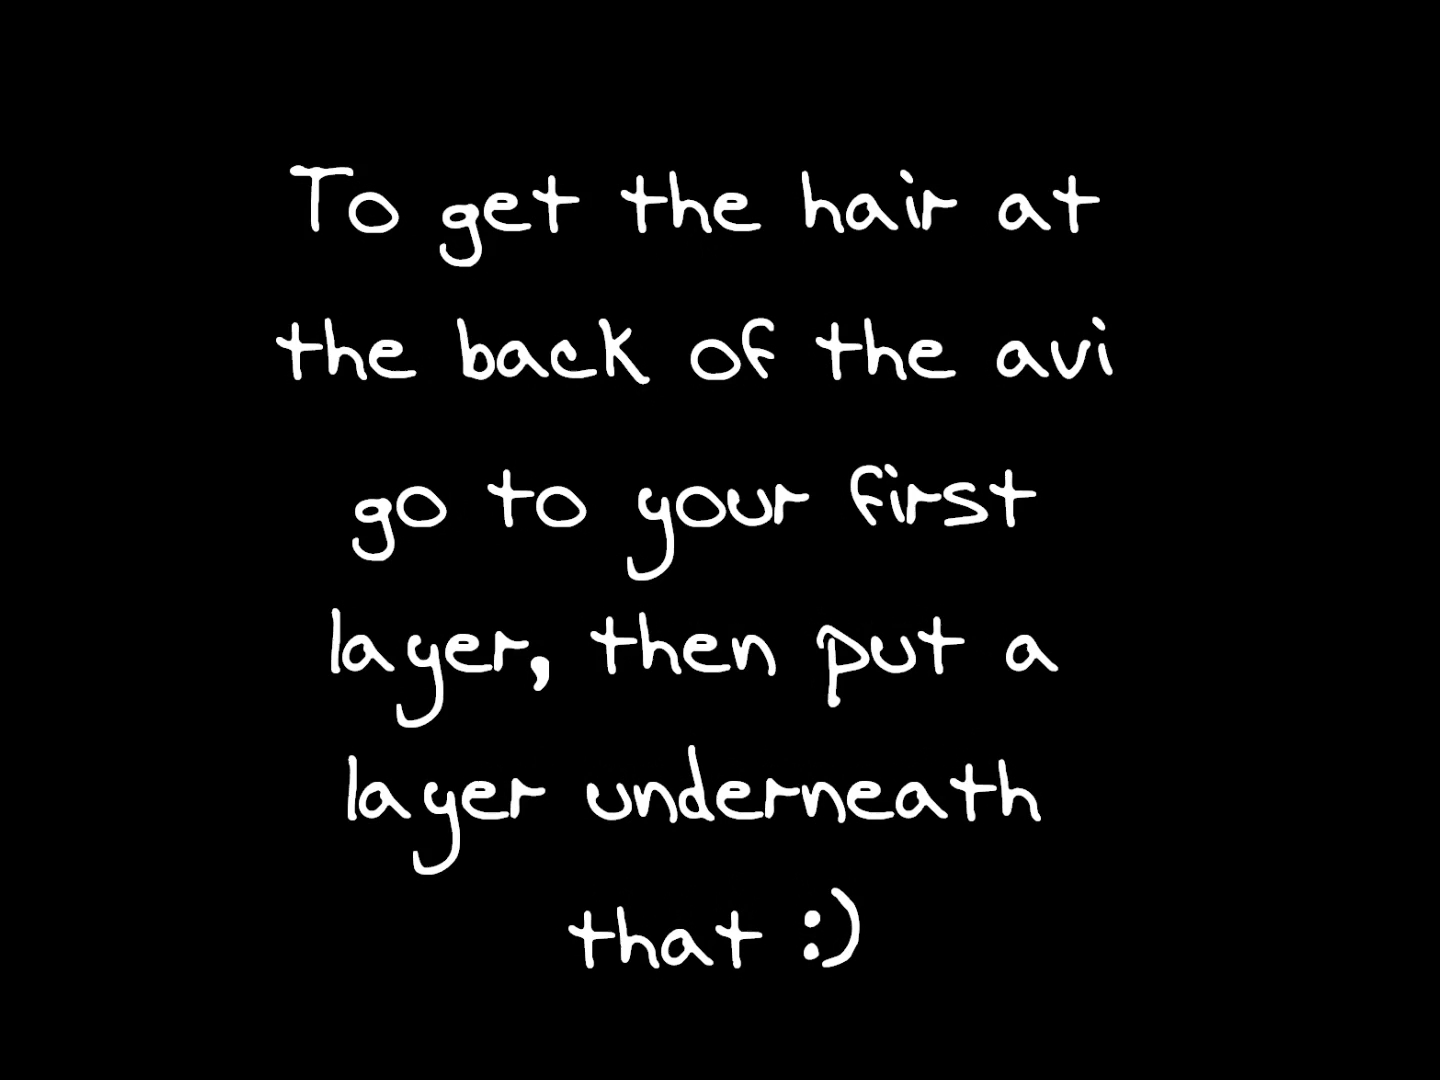 To get the hair at
the back of the avi
go to your first
layer, then put a
layer underneath
that :)